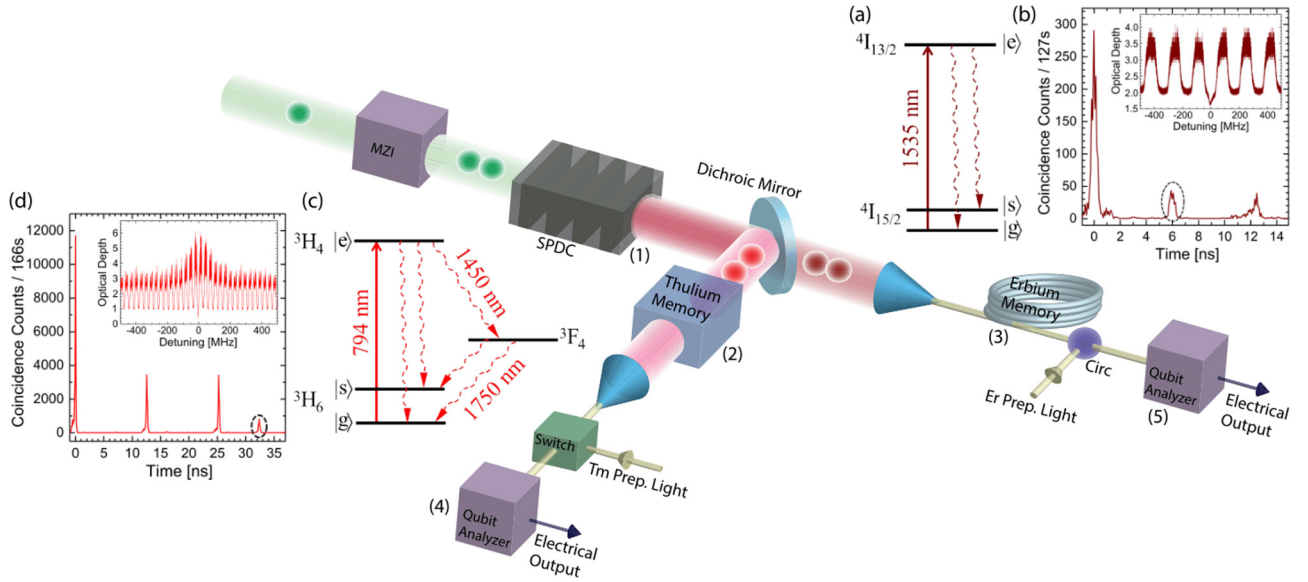 (a)
⁴I₁₃/₂
|e⟩
1535 nm
⁴I₁₅/₂
|s⟩
|g⟩
(b)
Coincidence Counts / 127s
300
250
200
150
100
50
0
0 2 4 6 8 10 12 14
Time [ns]
Optical Depth
4.0
3.5
3.0
2.5
2.0
1.5
-400 -200 0 200 400
Detuning [MHz]
MZI
SPDC
(1)
Dichroic Mirror
Thulium
Memory
(2)
Erbium
Memory
(3)
Circ
Er Prep. Light
Qubit
Analyzer
(5)
Electrical
Output
Switch
Tm Prep. Light
(4)
Qubit
Analyzer
Electrical
Output
(c)
³H₄
|e⟩
794 nm
1450 nm
³F₄
1750 nm
³H₆
|s⟩
|g⟩
(d)
Coincidence Counts / 166s
12000
10000
8000
6000
4000
2000
0
0 5 10 15 20 25 30 35
Time [ns]
Optical Depth
6
5
4
3
2
1
0
-400 -200 0 200 400
Detuning [MHz]